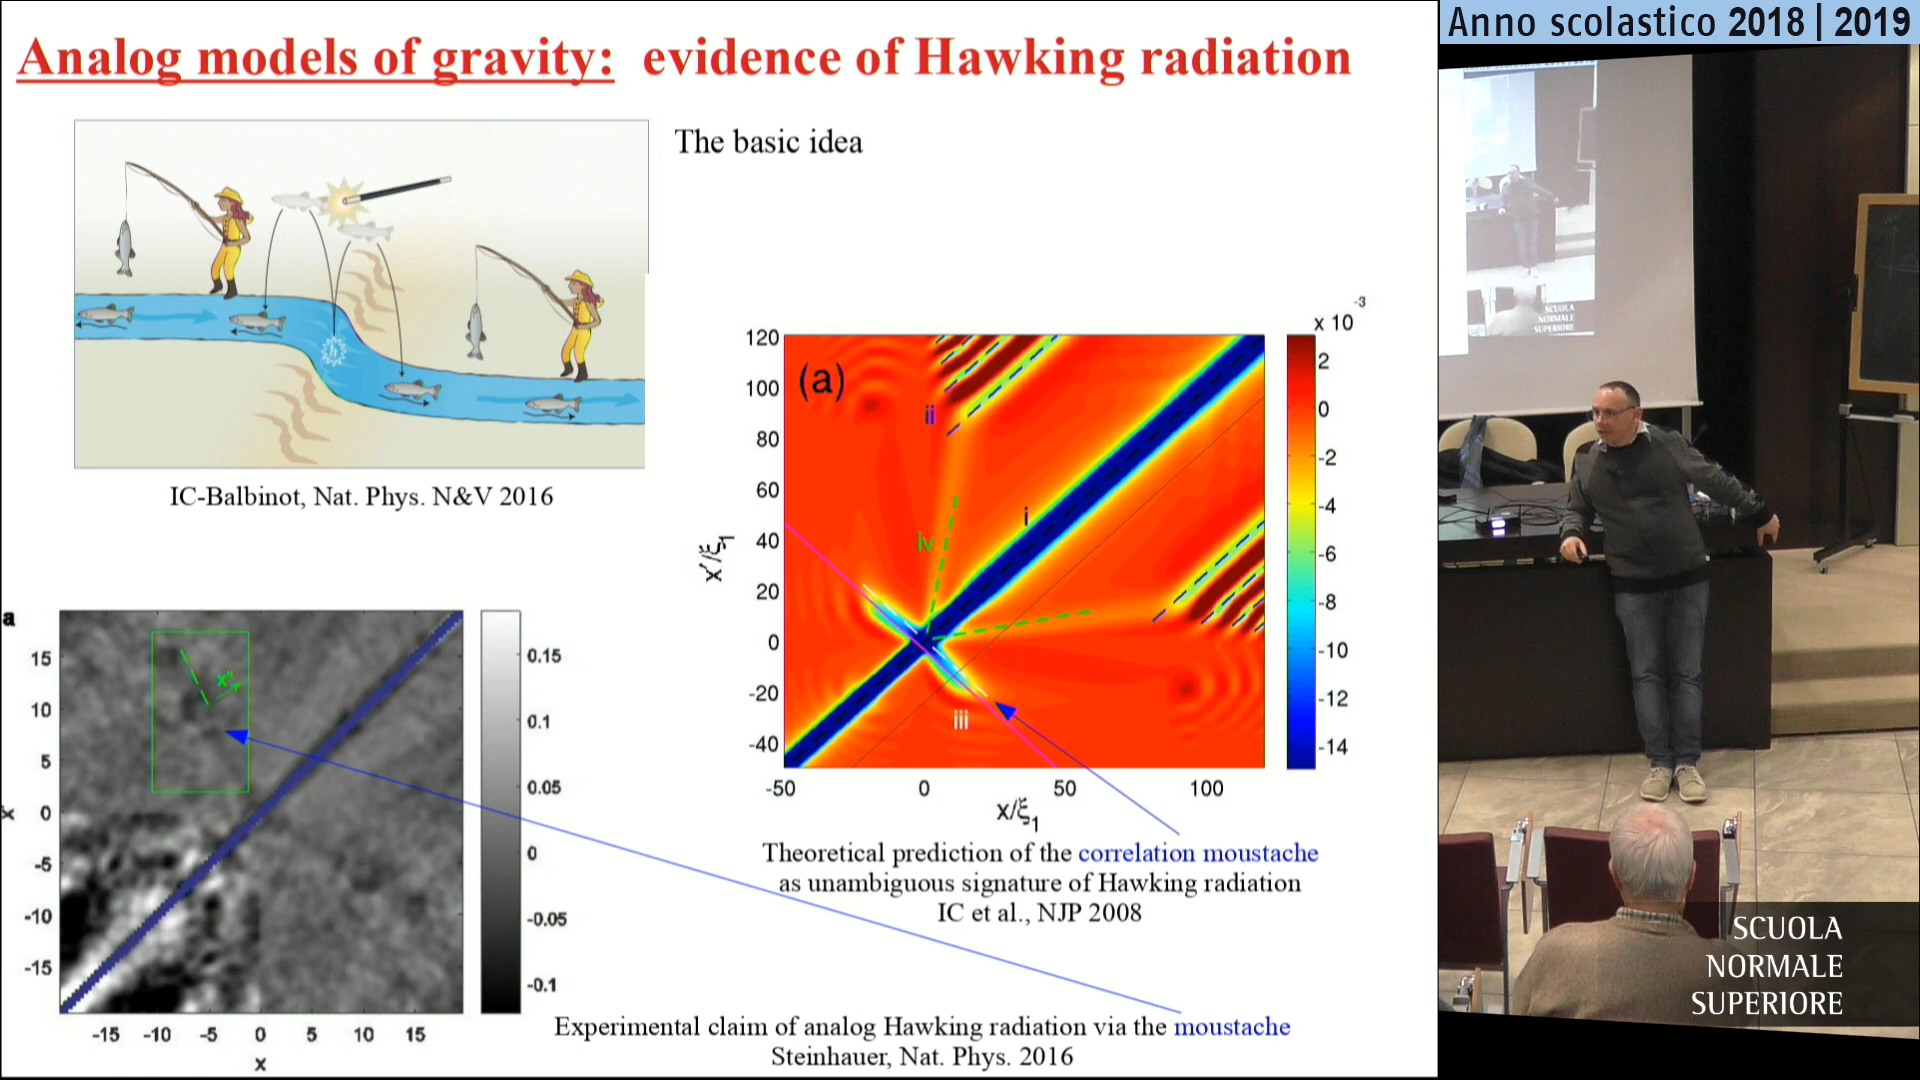 Analog models of gravity: evidence of Hawking radiation
Anno scolastico 2018 | 2019
The basic idea
ħ
IC-Balbinot, Nat. Phys. N&V 2016
x 10
-3
(a)
120
100
80
60
40
20
0
-20
-40
x'/ξ1
ii
i
iv
iii
2
0
-2
-4
-6
-8
-10
-12
-14
-50 0 50 100
x/ξ1
Theoretical prediction of the correlation moustache
as unambiguous signature of Hawking radiation
IC et al., NJP 2008
a
15
10
5
0
-5
-10
-15
x''
0.15
0.1
0.05
0
-0.05
-0.1
-15 -10 -5 0 5 10 15
x
Experimental claim of analog Hawking radiation via the moustache
Steinhauer, Nat. Phys. 2016
SCUOLA
NORMALE
SUPERIORE
SCUOLA
NORMALE
SUPERIORE